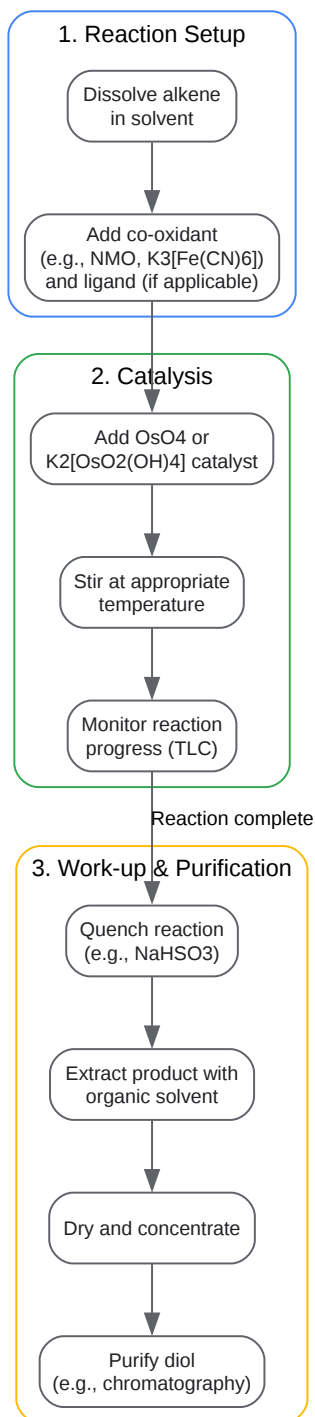 1. Reaction Setup
Dissolve alkene
in solvent
Add co-oxidant
(e.g., NMO, K3[Fe(CN)6])
and ligand (if applicable)
2. Catalysis
Add OsO4 or
K2[OsO2(OH)4] catalyst
Stir at appropriate
temperature
Monitor reaction
progress (TLC)
Reaction complete
3. Work-up & Purification
Quench reaction
(e.g., NaHSO3)
Extract product with
organic solvent
Dry and concentrate
Purify diol
(e.g., chromatography)